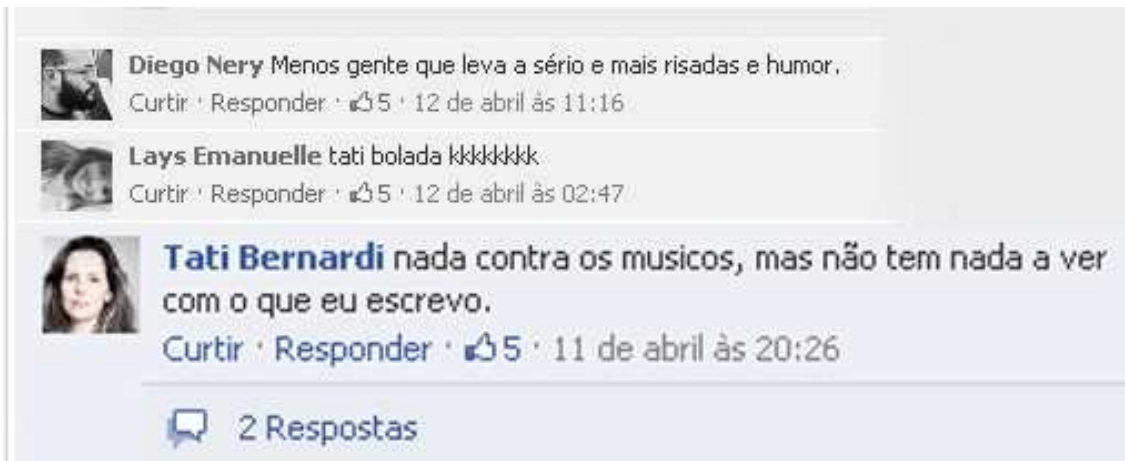 Diego Nery Menos gente que leva a sério e mais risadas e humor.
Curtir · Responder · 5 · 12 de abril às 11:16
Lays Emanuelle tati bolada kkkkkkkk
Curtir · Responder · 5 · 12 de abril às 02:47
Tati Bernardi nada contra os musicos, mas não tem nada a ver
com o que eu escrevo.
Curtir · Responder · 5 · 11 de abril às 20:26
2 Respostas